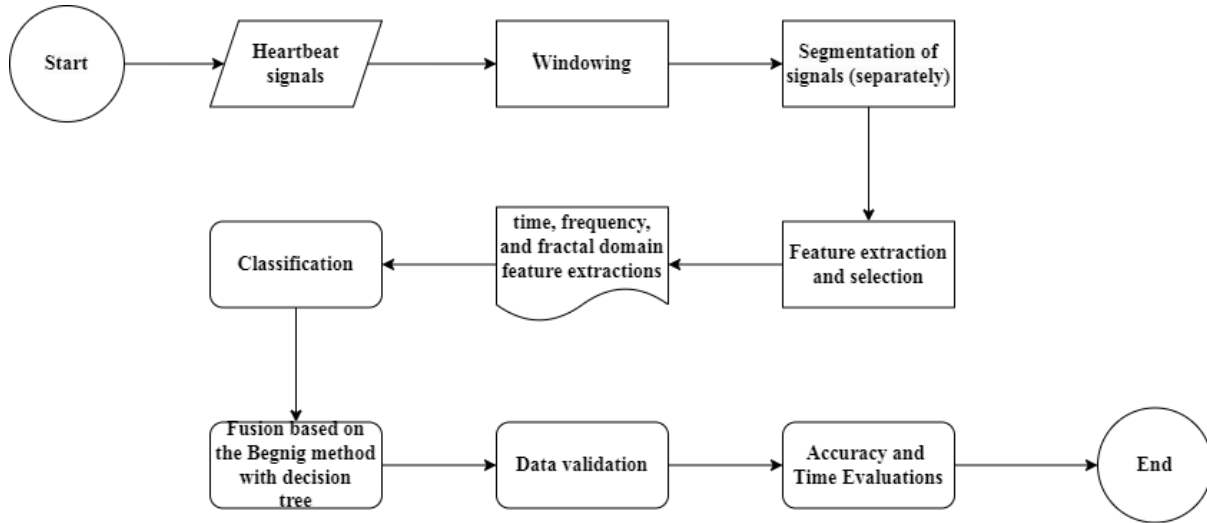 Start
Heartbeat
signals
Windowing
Segmentation of
signals (separately)
Feature extraction
and selection
time, frequency,
and fractal domain
feature extractions
Classification
Fusion based on
the Begnig method
with decision
tree
Data validation
Accuracy and
Time Evaluations
End